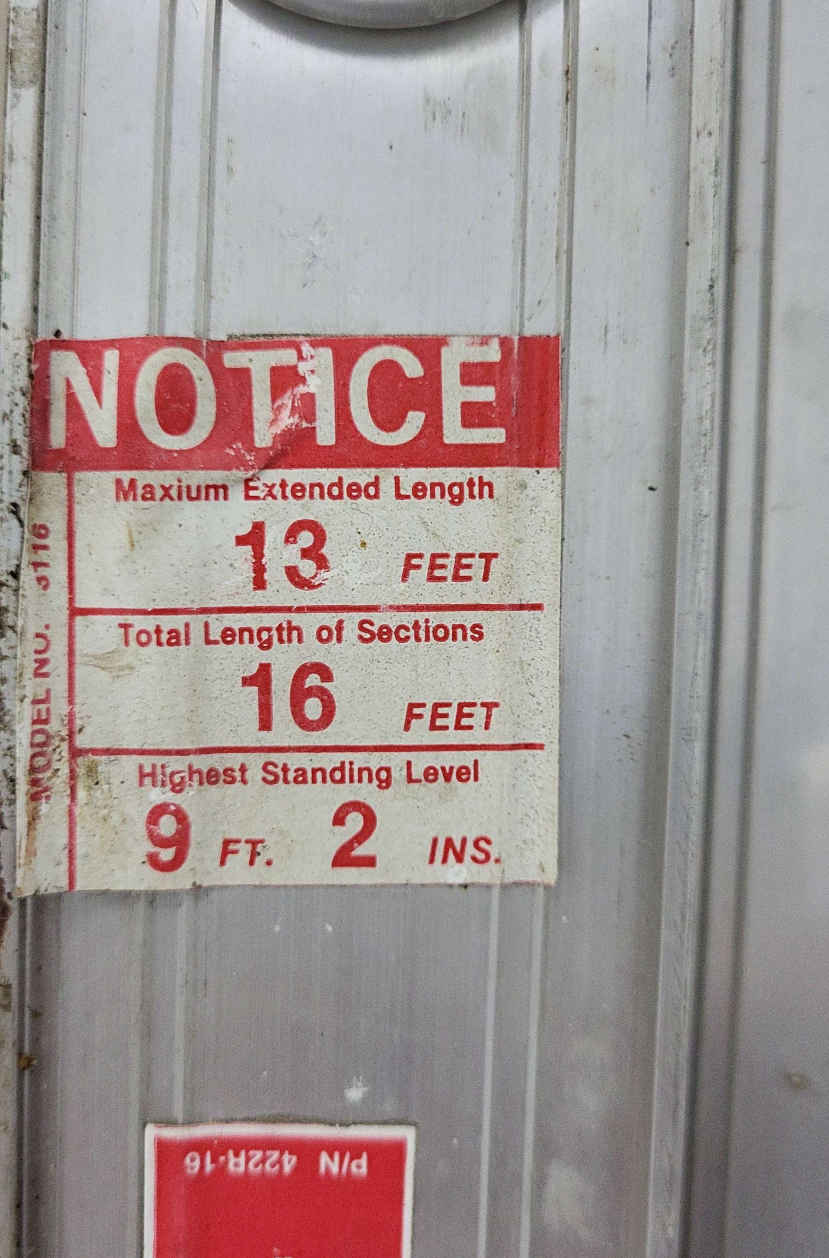 NOTICE
Maxium Extended Length
13 FEET
Total Length of Sections
16 FEET
Highest Standing Level
9 FT. 2 INS.
MODEL NO. 3116
P/N 422R-16